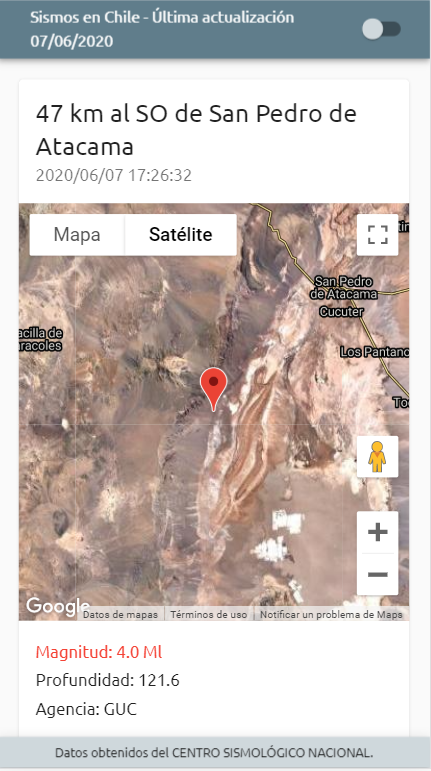 Sismos en Chile - Última actualización
07/06/2020
47 km al SO de San Pedro de
Atacama
2020/06/07 17:26:32
Mapa
Satélite
San Pedro
de Atacama
Cucuter
acilla de
racoles
Los Pantano
To
Google
Datos de mapas
Términos de uso
Notificar un problema de Maps
Magnitud: 4.0 Ml
Profundidad: 121.6
Agencia: GUC
Datos obtenidos del CENTRO SISMOLÓGICO NACIONAL.